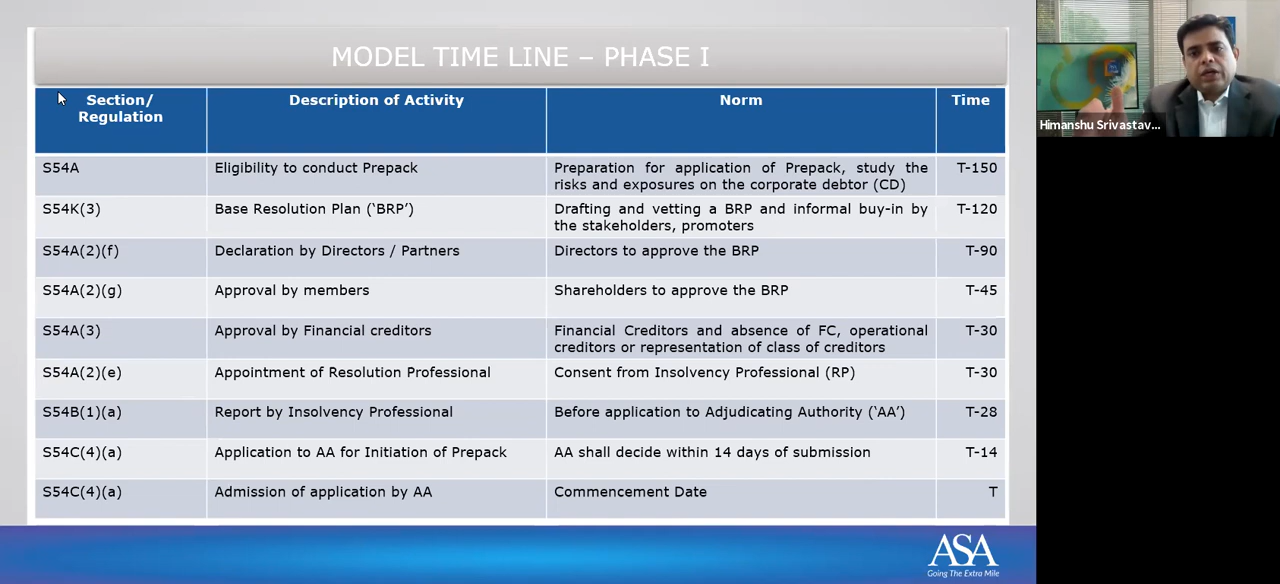 MODEL TIME LINE – PHASE I
Section/
Regulation
Description of Activity
Norm
Time
S54A
Eligibility to conduct Prepack
Preparation for application of Prepack, study the
risks and exposures on the corporate debtor (CD)
T-150
S54K(3)
Base Resolution Plan (‘BRP’)
Drafting and vetting a BRP and informal buy-in by
the stakeholders, promoters
T-120
S54A(2)(f)
Declaration by Directors / Partners
Directors to approve the BRP
T-90
S54A(2)(g)
Approval by members
Shareholders to approve the BRP
T-45
S54A(3)
Approval by Financial creditors
Financial Creditors and absence of FC, operational
creditors or representation of class of creditors
T-30
S54A(2)(e)
Appointment of Resolution Professional
Consent from Insolvency Professional (RP)
T-30
S54B(1)(a)
Report by Insolvency Professional
Before application to Adjudicating Authority (‘AA’)
T-28
S54C(4)(a)
Application to AA for Initiation of Prepack
AA shall decide within 14 days of submission
T-14
S54C(4)(a)
Admission of application by AA
Commencement Date
T
ASA
Going The Extra Mile
Himanshu Srivastav...